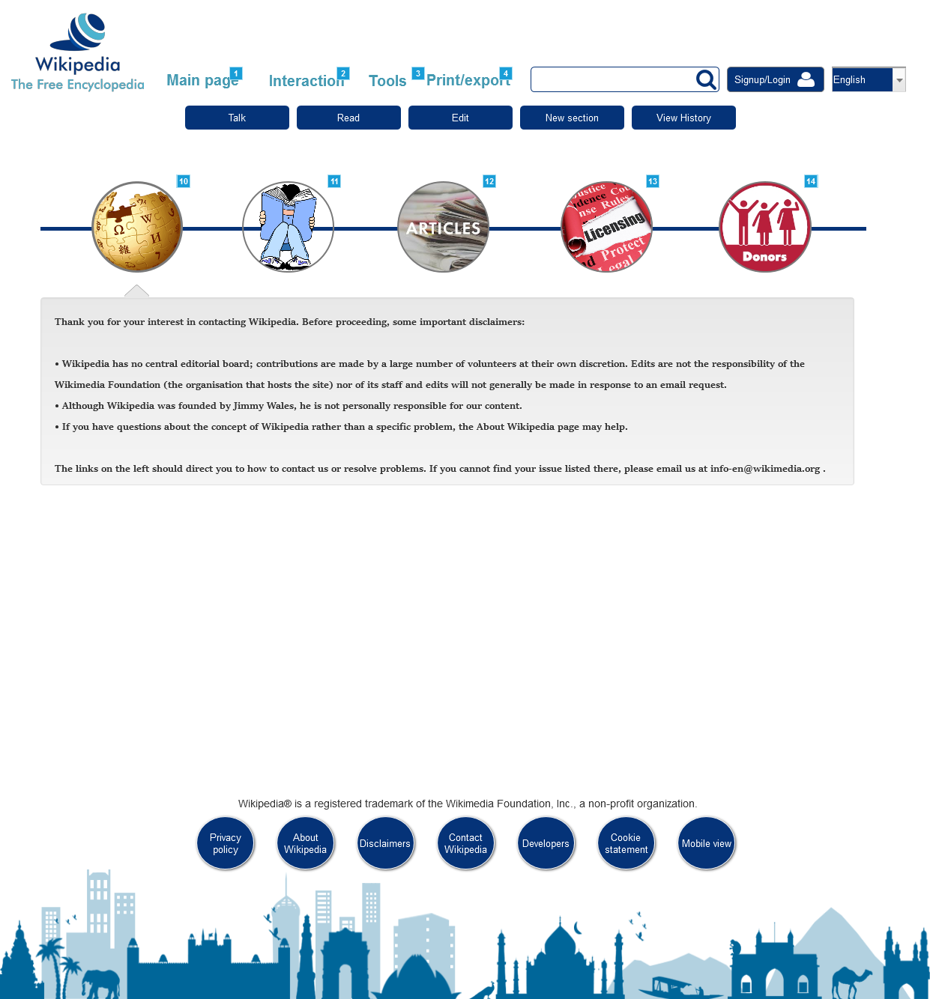 Wikipedia
The Free Encyclopedia
Main page 1
Interaction 2
Tools 3
Print/export 4
Signup/Login
English
Talk
Read
Edit
New section
View History
10
11
12
13
14
Ω W И 維
ARTICLES
Justice
Licensing
Protect
Legal
Donors
Thank you for your interest in contacting Wikipedia. Before proceeding, some important disclaimers:
• Wikipedia has no central editorial board; contributions are made by a large number of volunteers at their own discretion. Edits are not the responsibility of the
Wikimedia Foundation (the organisation that hosts the site) nor of its staff and edits will not generally be made in response to an email request.
• Although Wikipedia was founded by Jimmy Wales, he is not personally responsible for our content.
• If you have questions about the concept of Wikipedia rather than a specific problem, the About Wikipedia page may help.
The links on the left should direct you to how to contact us or resolve problems. If you cannot find your issue listed there, please email us at info-en@wikimedia.org .
Wikipedia® is a registered trademark of the Wikimedia Foundation, Inc., a non-profit organization.
Privacy
policy
About
Wikipedia
Disclaimers
Contact
Wikipedia
Developers
Cookie
statement
Mobile view